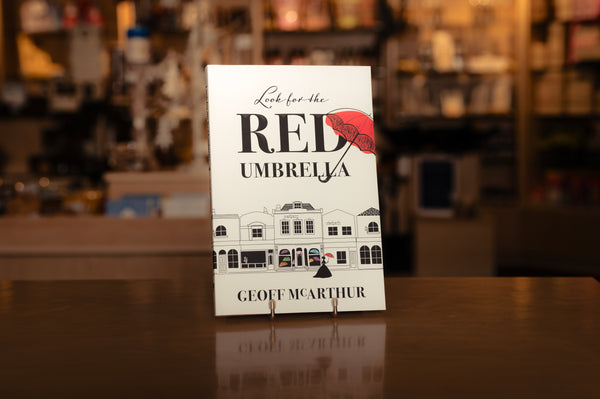 Look for the
RED
UMBRELLA
GEOFF McARTHUR